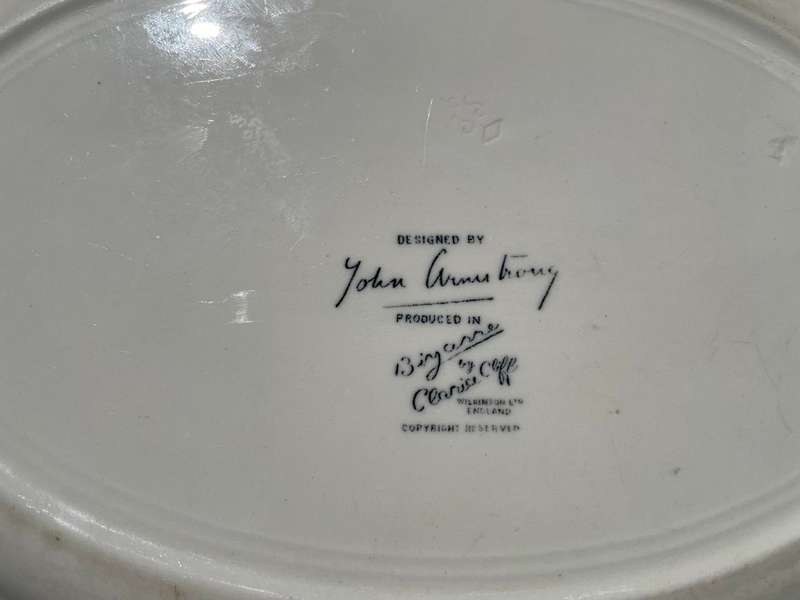 DESIGNED BY
John Armstrong
PRODUCED IN
Bizarre
by
Clarice Cliff
WILKINSON LTD
ENGLAND
COPYRIGHT RESERVED